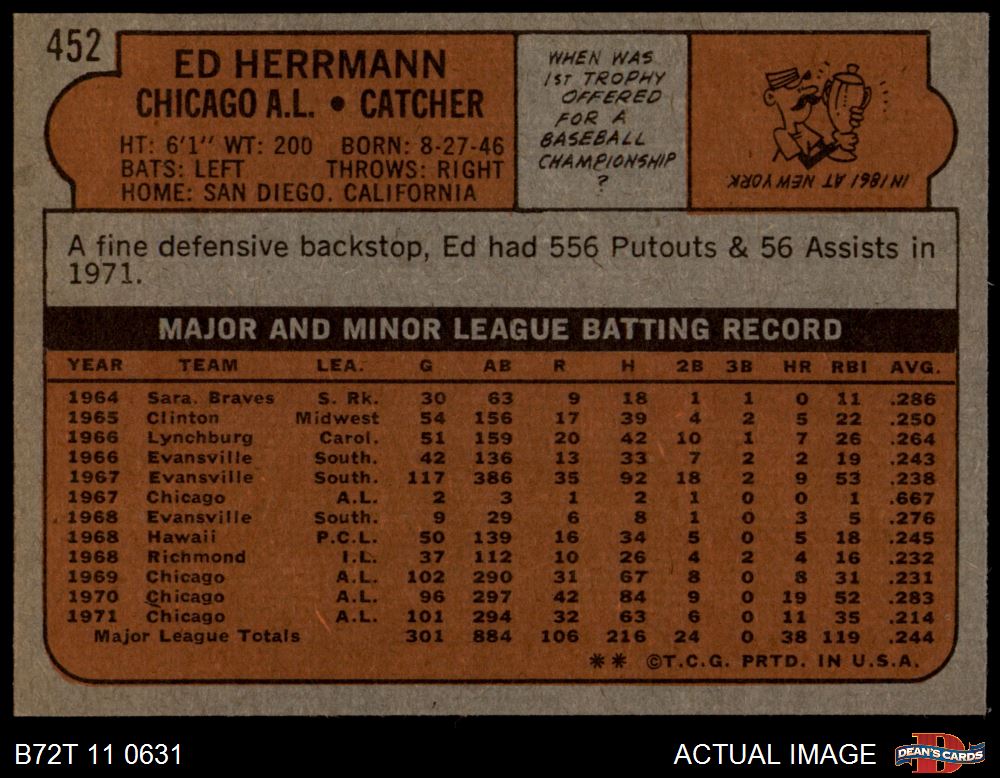 452
ED HERRMANN
CHICAGO A.L. • CATCHER
HT: 6'1" WT: 200 BORN: 8-27-46
BATS: LEFT THROWS: RIGHT
HOME: SAN DIEGO, CALIFORNIA
WHEN WAS
1ST TROPHY
OFFERED
FOR A
BASEBALL
CHAMPIONSHIP
?
IN 1861 AT NEW YORK
A fine defensive backstop, Ed had 556 Putouts & 56 Assists in
1971.
MAJOR AND MINOR LEAGUE BATTING RECORD
YEAR TEAM LEA. G AB R H 2B 3B HR RBI AVG.
1964 Sara. Braves S. Rk. 30 63 9 18 1 1 0 11 .286
1965 Clinton Midwest 54 156 17 39 4 2 5 22 .250
1966 Lynchburg Carol. 51 159 20 42 10 1 7 26 .264
1966 Evansville South. 42 136 13 33 7 2 2 19 .243
1967 Evansville South. 117 386 35 92 18 2 9 53 .238
1967 Chicago A.L. 2 3 1 2 1 0 0 1 .667
1968 Evansville South. 9 29 6 8 1 0 3 5 .276
1968 Hawaii P.C.L. 50 139 16 34 5 0 5 18 .245
1968 Richmond I.L. 37 112 10 26 4 2 4 16 .232
1969 Chicago A.L. 102 290 31 67 8 0 8 31 .231
1970 Chicago A.L. 96 297 42 84 9 0 19 52 .283
1971 Chicago A.L. 101 294 32 63 6 0 11 35 .214
Major League Totals 301 884 106 216 24 0 38 119 .244
** ©T.C.G. PRTD. IN U.S.A.
B72T 11 0631
ACTUAL IMAGE
D
DEAN'S CARDS